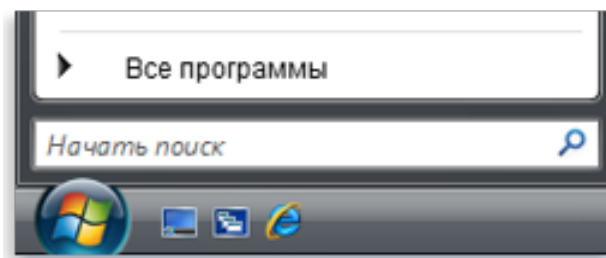 Все программы
Начать поиск